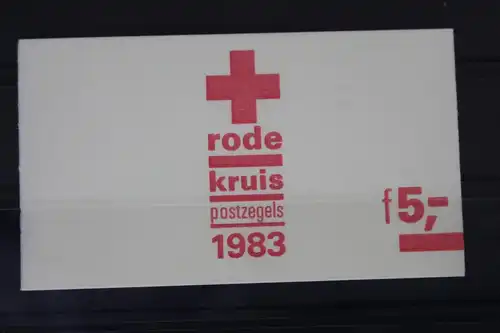 rode
kruis
postzegels
1983
f5,-